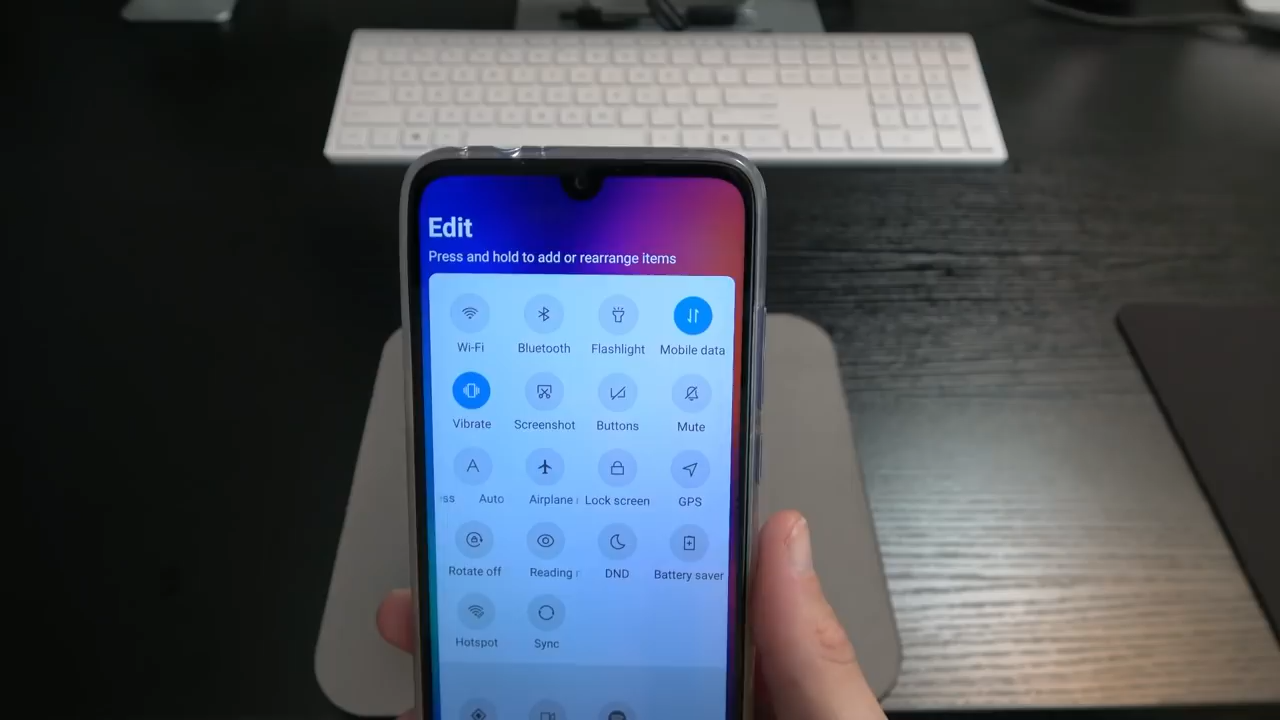 Edit
Press and hold to add or rearrange items
Wi-Fi Bluetooth Flashlight Mobile data
Vibrate Screenshot Buttons Mute
ss Auto Airplane Lock screen GPS
Rotate off Reading DND Battery saver
Hotspot Sync